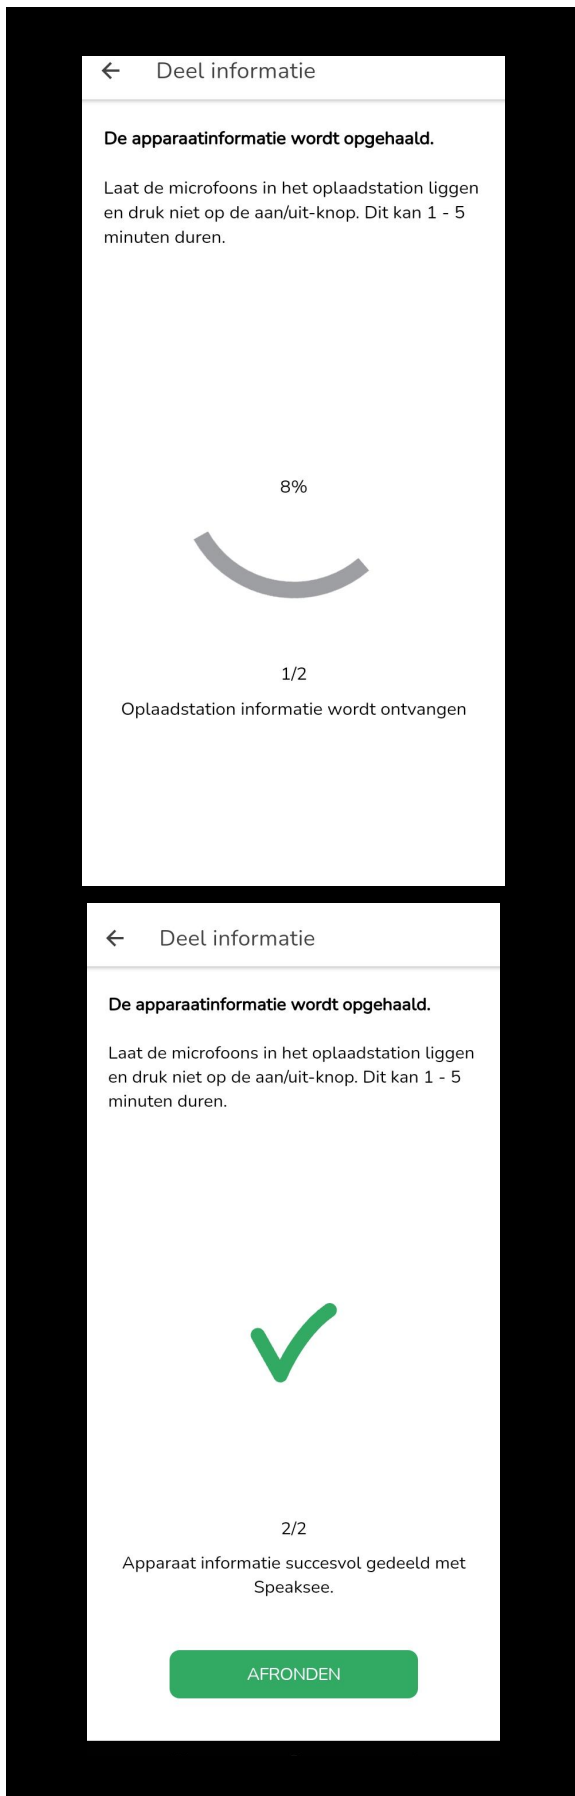 Deel informatie
De apparaatinformatie wordt opgehaald.
Laat de microfoons in het oplaadstation liggen
en druk niet op de aan/uit-knop. Dit kan 1 - 5
minuten duren.
8%
1/2
Oplaadstation informatie wordt ontvangen
Deel informatie
De apparaatinformatie wordt opgehaald.
Laat de microfoons in het oplaadstation liggen
en druk niet op de aan/uit-knop. Dit kan 1 - 5
minuten duren.
2/2
Apparaat informatie succesvol gedeeld met
Speaksee.
AFRONDEN